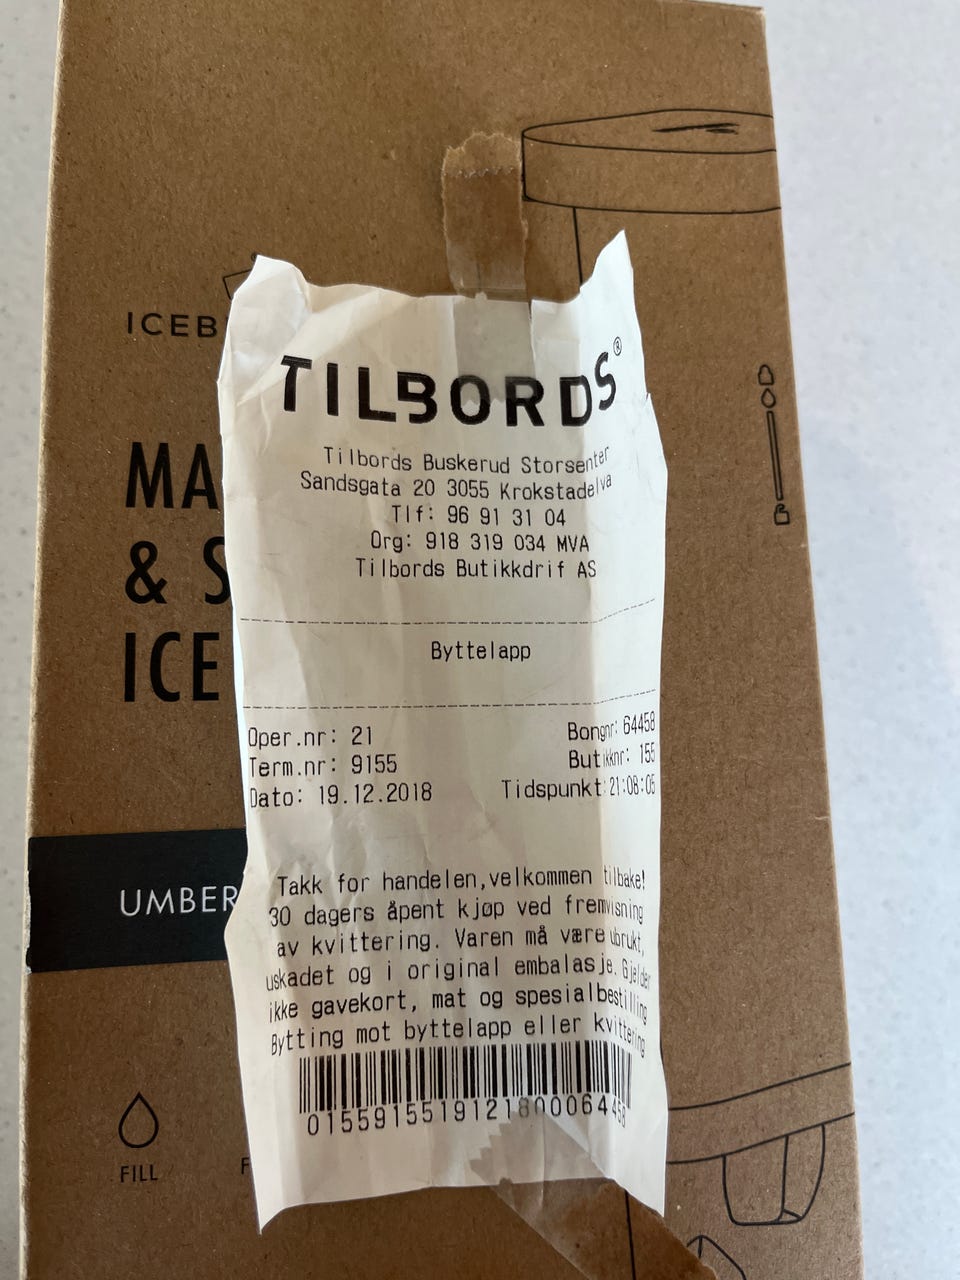 ICEB
MA
& S
ICE
UMBER
FILL
F
TILBORDS®
Tilbords Buskerud Storsenter
Sandsgata 20 3055 Krokstadelva
Tlf: 96 91 31 04
Org: 918 319 034 MVA
Tilbords Butikkdrif AS
Byttelapp
Oper.nr: 21 Bongnr: 64458
Term.nr: 9155 Butikknr: 155
Dato: 19.12.2018 Tidspunkt:21:08:05
Takk for handelen,velkommen tilbake!
30 dagers åpent kjøp ved fremvisning
av kvittering. Varen må være ubrukt,
uskadet og i original embalasje. Gjelder
ikke gavekort, mat og spesialbestilling
Bytting mot byttelapp eller kvittering
0155915519121800064458